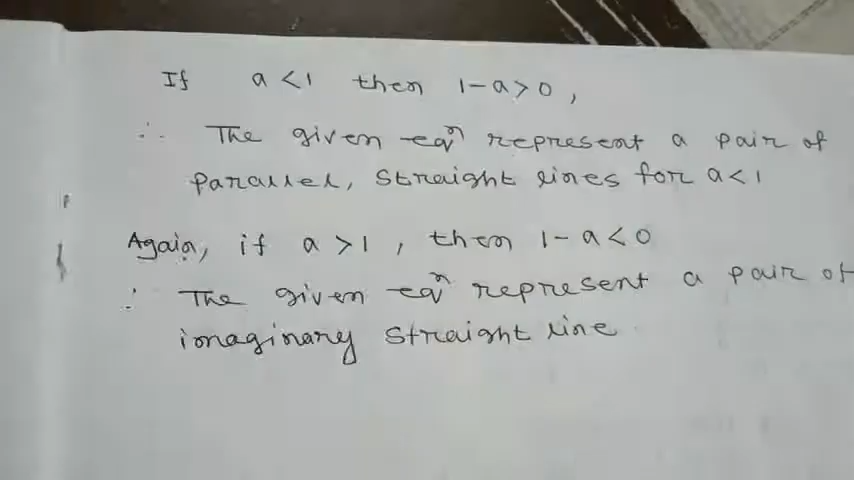 If a < 1 then 1 - a > 0 ,
∴ The given eqⁿ represent a pair of
parallel, straight lines for a < 1
Again, if a > 1 , then 1 - a < 0
∴ The given eqⁿ represent a pair of
imaginary straight line